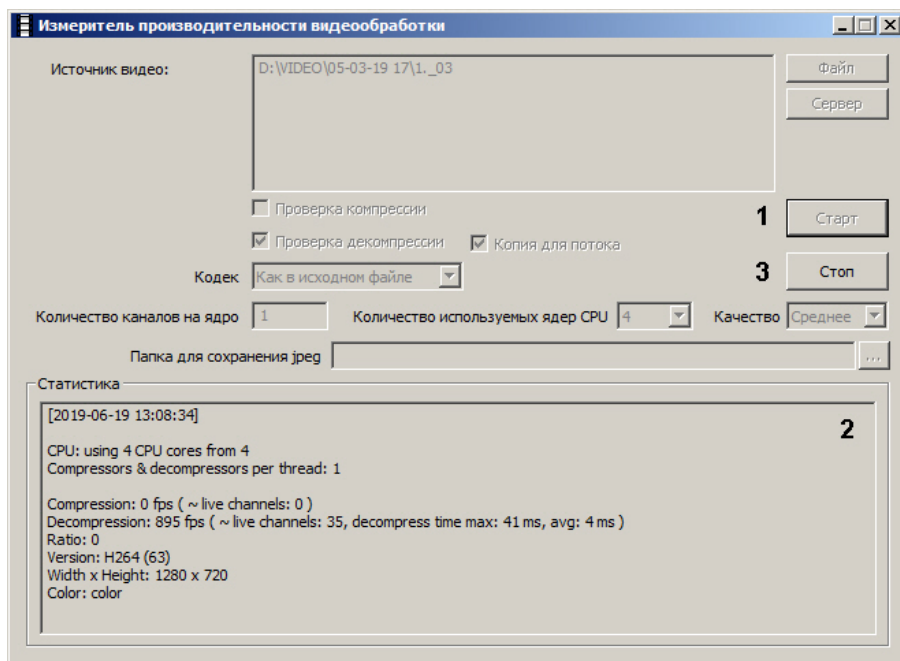 Измеритель производительности видеообработки
Источник видео:
D:\VIDEO\05-03-19 17\1._03
Файл
Сервер
Проверка компрессии
1
Старт
Проверка декомпрессии
Копия для потока
Кодек
Как в исходном файле
3
Стоп
Количество каналов на ядро
1
Количество используемых ядер CPU
4
Качество
Среднее
Папка для сохранения jpeg
...
Статистика
[2019-06-19 13:08:34]
2
CPU: using 4 CPU cores from 4
Compressors & decompressors per thread: 1
Compression: 0 fps ( ~ live channels: 0 )
Decompression: 895 fps ( ~ live channels: 35, decompress time max: 41 ms, avg: 4 ms )
Ratio: 0
Version: H264 (63)
Width x Height: 1280 x 720
Color: color